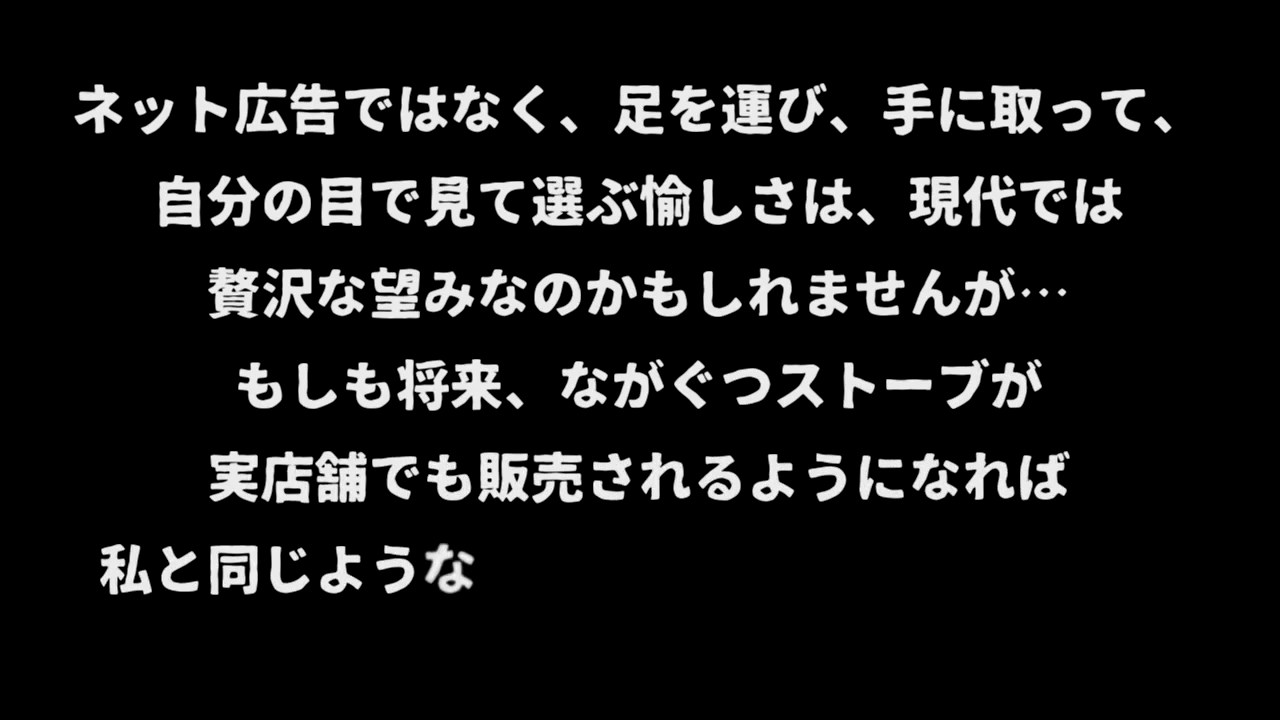 ネット広告ではなく、足を運び、手に取って、
自分の目で見て選ぶ愉しさは、現代では
贅沢な望みなのかもしれませんが…
もしも将来、ながぐつストーブが
実店舗でも販売されるようになれば
私と同じような